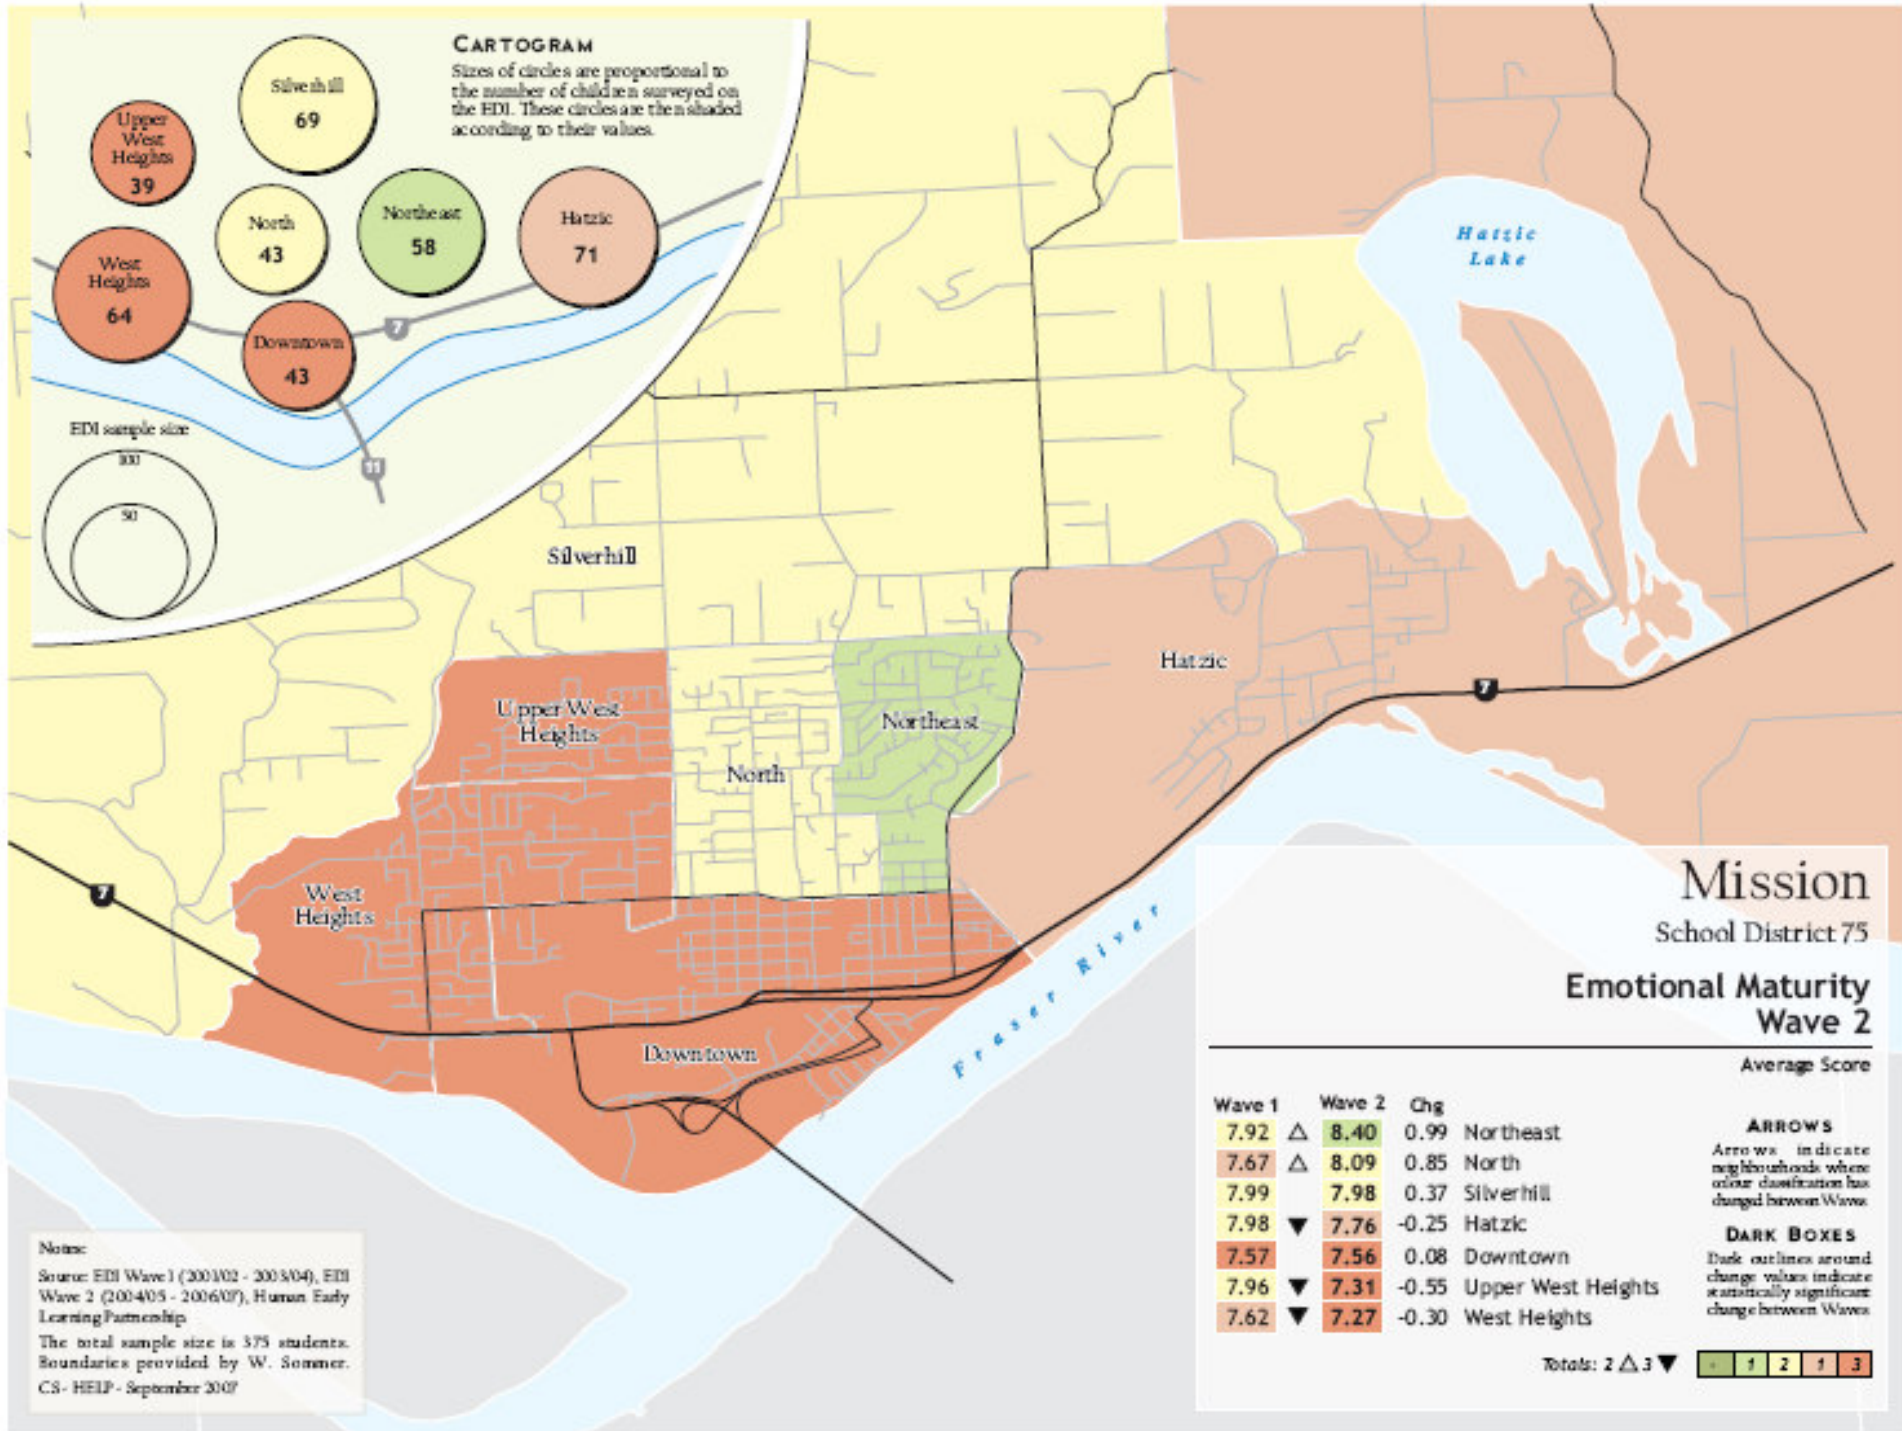 CARTOGRAM
Sizes of circles are proportional to
the number of children surveyed on
the EDI. These circles are then shaded
according to their values.
Silverhill
69
Upper
West
Heights
39
North
43
Northeast
58
Hatzic
71
West
Heights
64
Downtown
43
7
11
EDI sample size
100
50
Hatzic
Lake
Silverhill
Hatzic
7
Upper West
Heights
Northeast
North
7
West
Heights
Downtown
Fraser River
Mission
School District 75
Emotional Maturity
Wave 2
Average Score
Wave 1 Wave 2 Chg
7.92 △ 8.40 0.99 Northeast
7.67 △ 8.09 0.85 North
7.99 7.98 0.37 Silverhill
7.98 ▼ 7.76 -0.25 Hatzic
7.57 7.56 0.08 Downtown
7.96 ▼ 7.31 -0.55 Upper West Heights
7.62 ▼ 7.27 -0.30 West Heights
ARROWS
Arrows indicate
neighbourhoods where
colour classification has
changed between Waves
DARK BOXES
Dark outlines around
change values indicate
statistically significant
change between Waves
Totals: 2 △ 3 ▼ - 1 2 1 3
Notes:
Source: EDI Wave 1 (2001/02 - 2003/04), EDI
Wave 2 (2004/05 - 2006/07), Human Early
Learning Partnership.
The total sample size is 375 students.
Boundaries provided by W. Sommer.
CS - HELP - September 2007